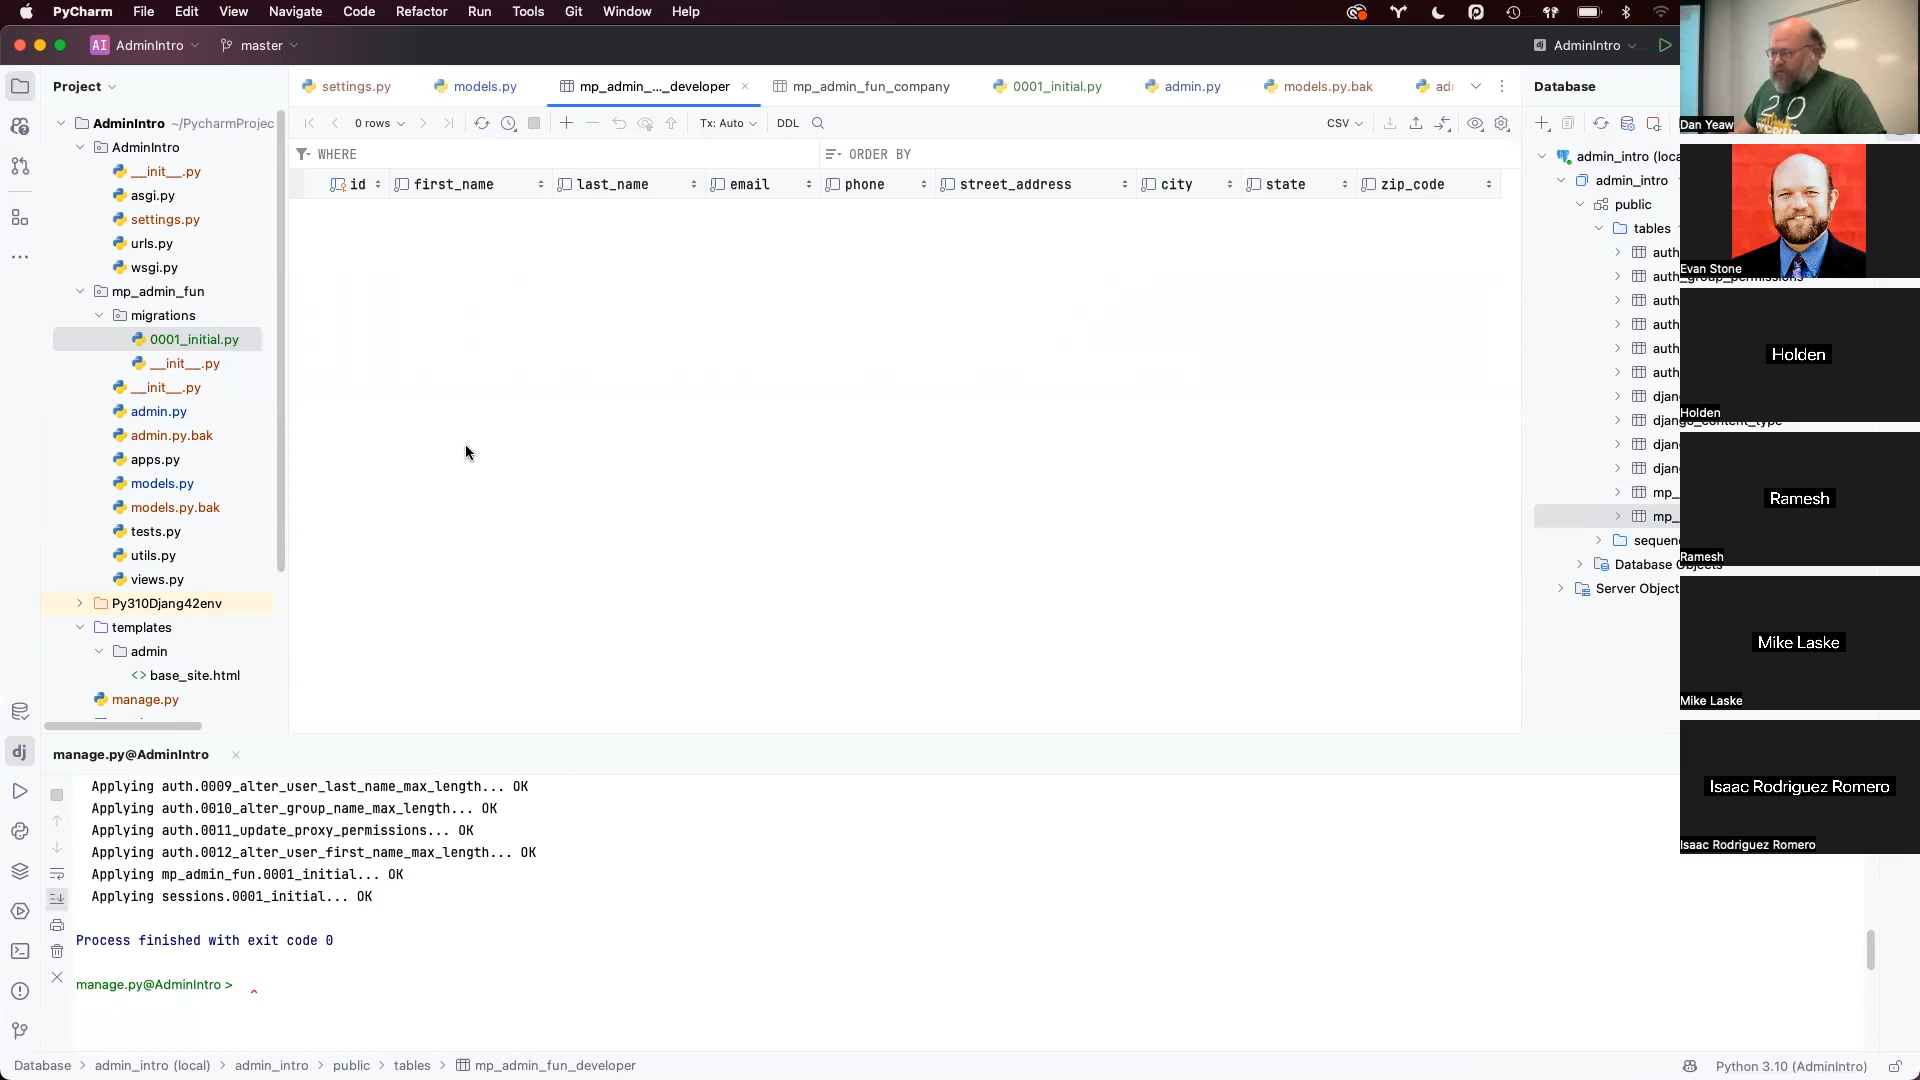 PyCharm File Edit View Navigate Code Refactor Run Tools Git Window Help
AI AdminIntro master AdminIntro
Project
settings.py models.py mp_admin_..._developer mp_admin_fun_company 0001_initial.py admin.py models.py.bak
Database
0 rows Tx: Auto DDL CSV
WHERE ORDER BY
id first_name last_name email phone street_address city state zip_code
AdminIntro ~/PycharmProjec
AdminIntro
__init__.py
asgi.py
settings.py
urls.py
wsgi.py
mp_admin_fun
migrations
0001_initial.py
__init__.py
__init__.py
admin.py
admin.py.bak
apps.py
models.py
models.py.bak
tests.py
utils.py
views.py
Py310Djang42env
templates
admin
base_site.html
manage.py
admin_intro (loca
admin_intro
public
tables
auth
auth_group_permissions
auth
auth
auth
auth
djan
django_content_type
djan
djan
mp_
mp_
sequen
Database Objects
Server Object
Dan Yeaw
20
Evan Stone
Holden
Holden
Ramesh
Ramesh
Mike Laske
Mike Laske
Isaac Rodriguez Romero
Isaac Rodriguez Romero
dj
manage.py@AdminIntro
Applying auth.0009_alter_user_last_name_max_length... OK
Applying auth.0010_alter_group_name_max_length... OK
Applying auth.0011_update_proxy_permissions... OK
Applying auth.0012_alter_user_first_name_max_length... OK
Applying mp_admin_fun.0001_initial... OK
Applying sessions.0001_initial... OK
Process finished with exit code 0
manage.py@AdminIntro >
Database admin_intro (local) admin_intro public tables mp_admin_fun_developer
Python 3.10 (AdminIntro)